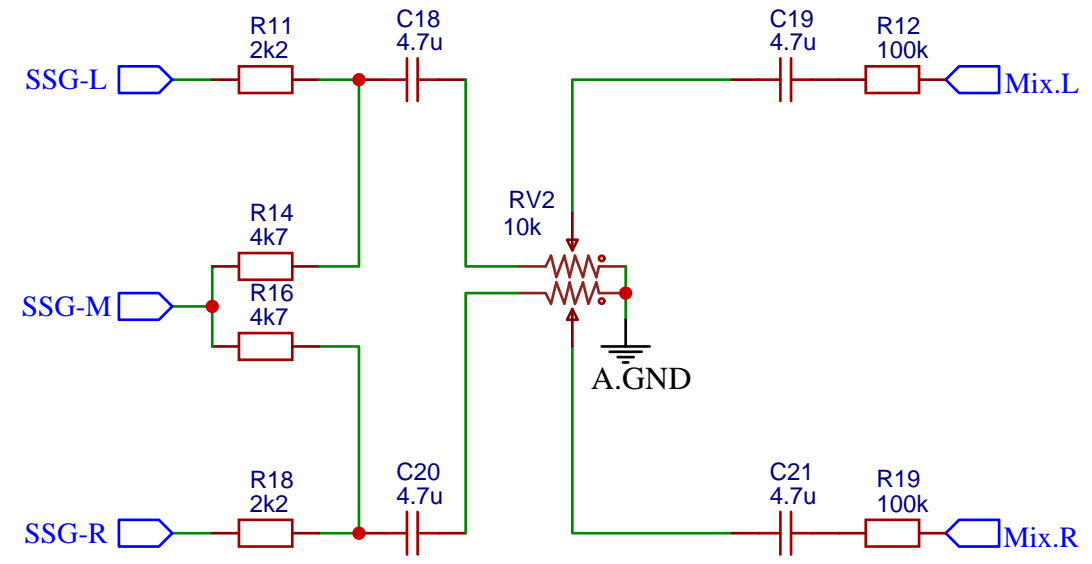 C18
4.7u
C19
4.7u
R11
2k2
R12
100k
SSG-L
Mix.L
R14
4k7
RV2
10k
R16
4k7
SSG-M
A.GND
C20
4.7u
C21
4.7u
R18
2k2
R19
100k
SSG-R
Mix.R